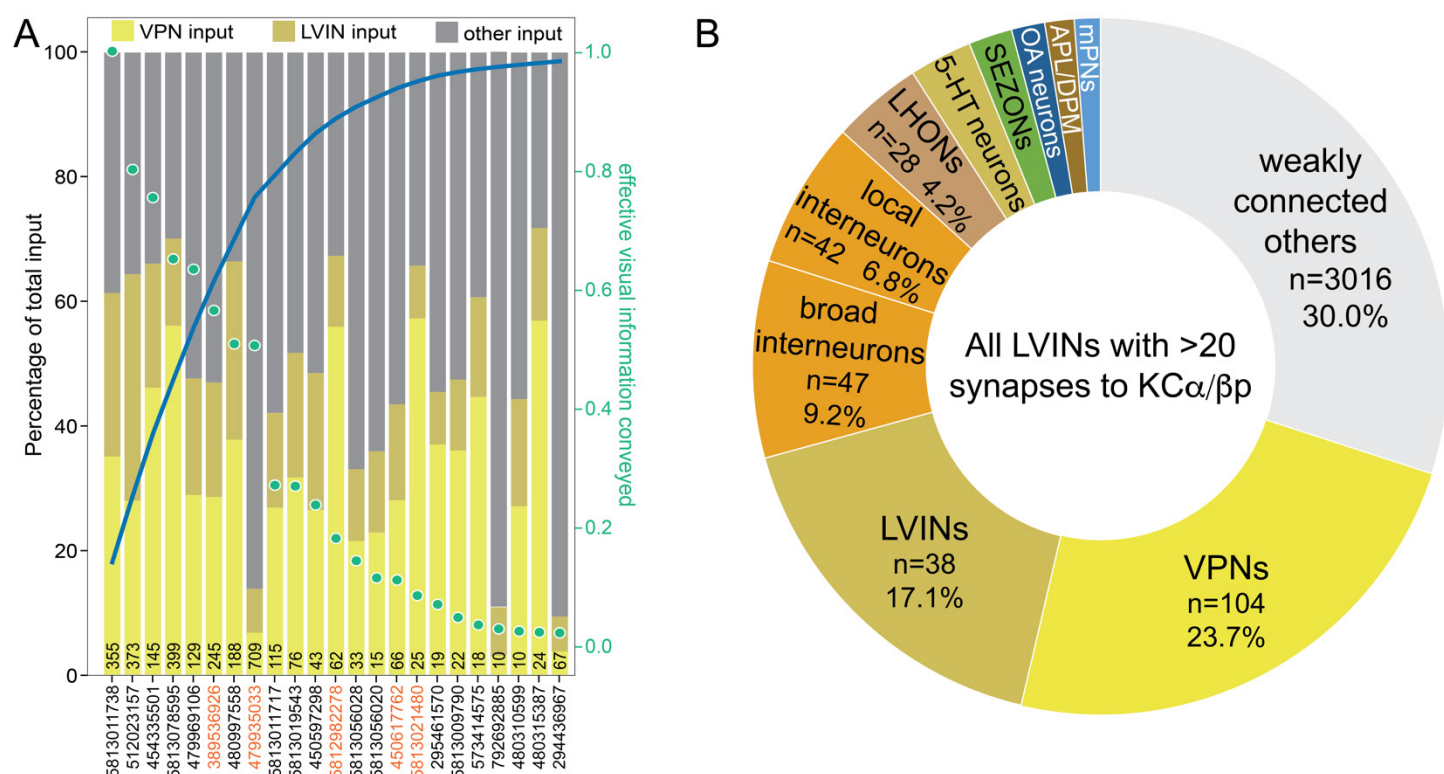 A
VPN input
LVIN input
other input
Percentage of total input
100
80
60
40
20
0
1.0
0.8
0.6
0.4
0.2
0.0
effective visual information conveyed
355
373
145
399
129
245
188
709
115
76
43
62
33
15
66
25
19
22
18
10
10
24
67
5813011738
512023157
454335501
5813078595
479969106
389536926
480997558
479935033
5813011717
5813019543
450597298
5812982278
5813056028
5813056020
450617762
5813021480
295461570
5813009790
573414575
792692885
480310599
480315387
294436967
B
weakly
connected
others
n=3016
30.0%
VPNs
n=104
23.7%
LVINs
n=38
17.1%
broad
interneurons
n=47
9.2%
local
interneurons
n=42 6.8%
LHONs
n=28 4.2%
5-HT neurons
SEZONs
OA neurons
APL/DPM
mPNs
All LVINs with >20
synapses to KCα/βp